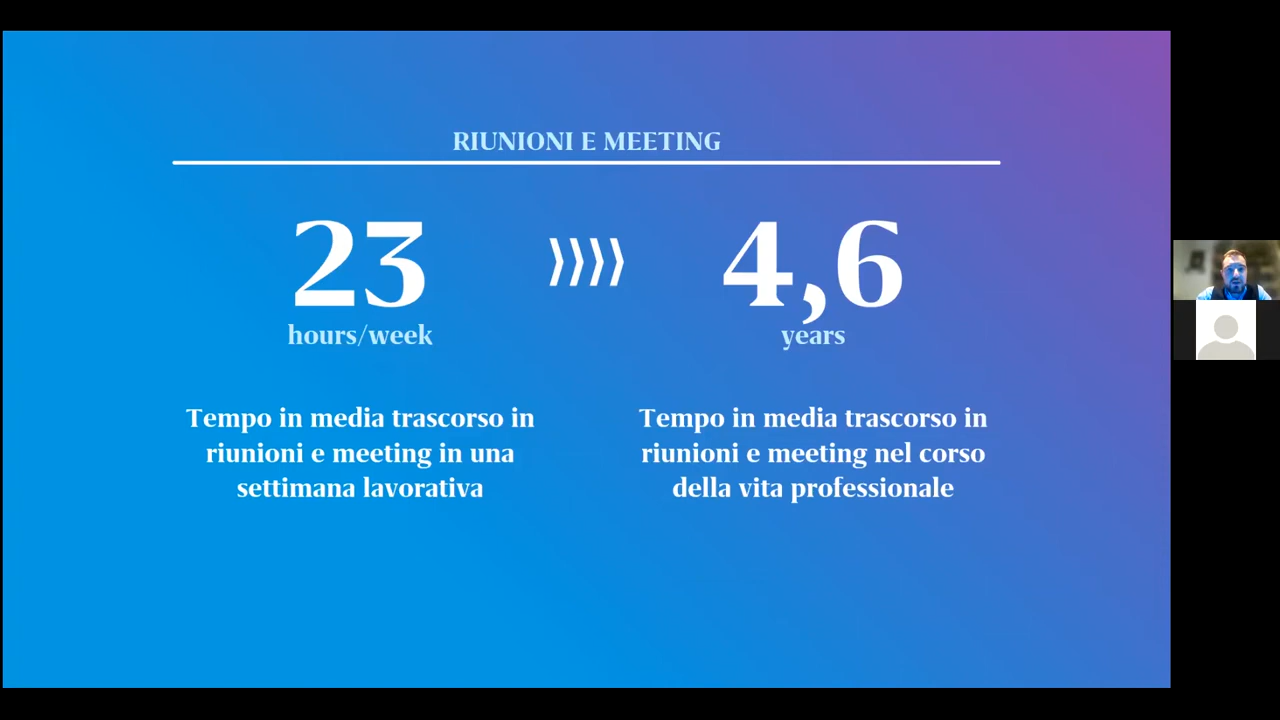 RIUNIONI E MEETING
23
4,6
hours/week
years
Tempo in media trascorso in
riunioni e meeting in una
settimana lavorativa
Tempo in media trascorso in
riunioni e meeting nel corso
della vita professionale